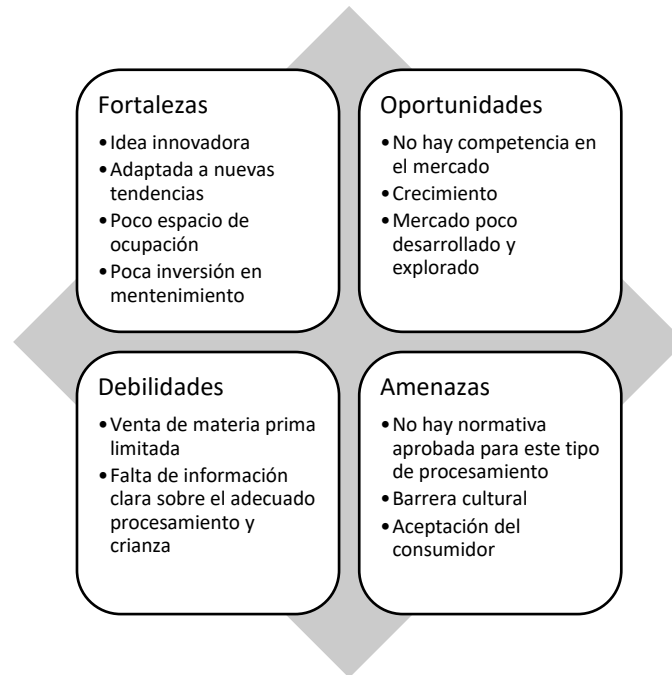 Fortalezas
•Idea innovadora
•Adaptada a nuevas
tendencias
•Poco espacio de
ocupación
•Poca inversión en
mentenimiento
Oportunidades
•No hay competencia en
el mercado
•Crecimiento
•Mercado poco
desarrollado y
explorado
Debilidades
•Venta de materia prima
limitada
•Falta de información
clara sobre el adecuado
procesamiento y
crianza
Amenazas
•No hay normativa
aprobada para este tipo
de procesamiento
•Barrera cultural
•Aceptación del
consumidor